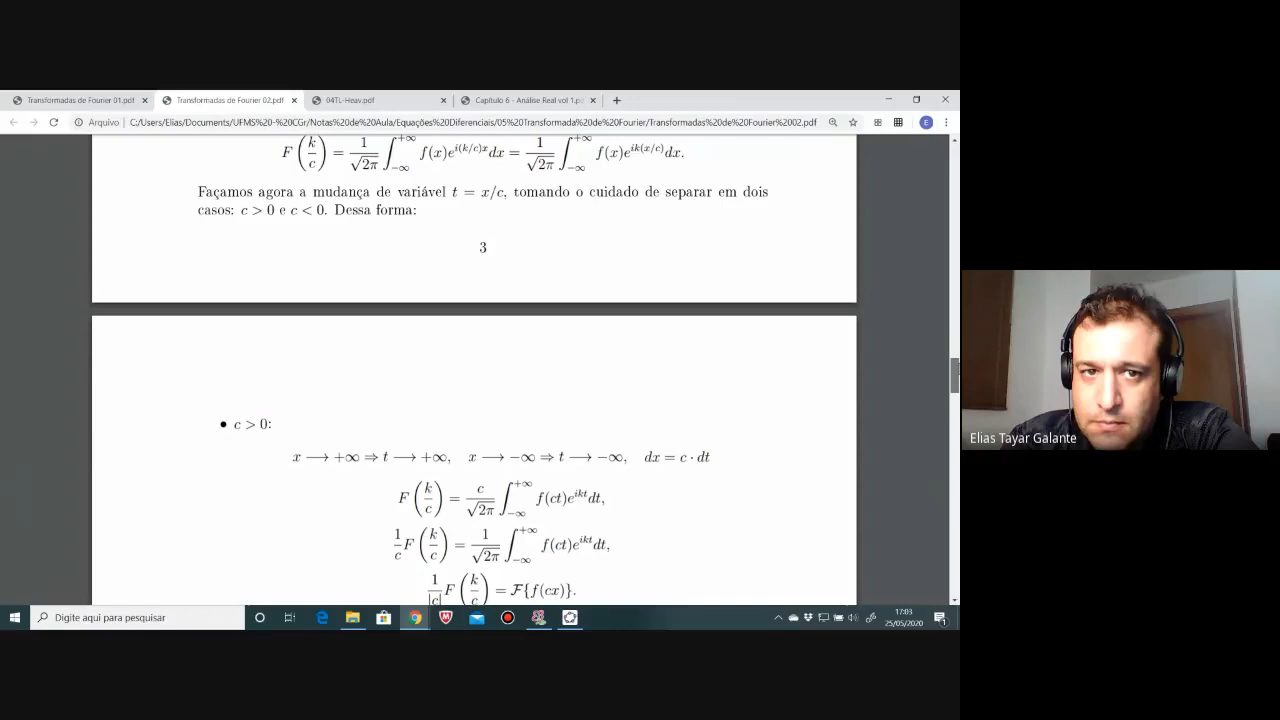 Transformadas de Fourier 01.pdf
Transformadas de Fourier 02.pdf
04TL-Heav.pdf
Capítulo 6 - Análise Real vol 1.p
Arquivo | C:/Users/Elias/Documents/UFMS%20-%20CGr/Notas%20de%20Aula/Equações%20Diferenciais/05%20Transformada%20de%20Fourier/Transformadas%20de%20Fourier%2002.pdf
E
F(k/c) = 1/√2π ∫_{-∞}^{+∞} f(x)e^{i(k/c)x}dx = 1/√2π ∫_{-∞}^{+∞} f(x)e^{ik(x/c)}dx.
Façamos agora a mudança de variável t = x/c, tomando o cuidado de separar em dois
casos: c > 0 e c < 0. Dessa forma:
3
• c > 0:
x ⟶ +∞ ⇒ t ⟶ +∞, x ⟶ −∞ ⇒ t ⟶ −∞, dx = c · dt
F(k/c) = c/√2π ∫_{-∞}^{+∞} f(ct)e^{ikt}dt,
1/c F(k/c) = 1/√2π ∫_{-∞}^{+∞} f(ct)e^{ikt}dt,
1/|c| F(k/c) = ℱ{f(cx)}.
Elias Tayar Galante
Digite aqui para pesquisar
17:03
25/05/2020